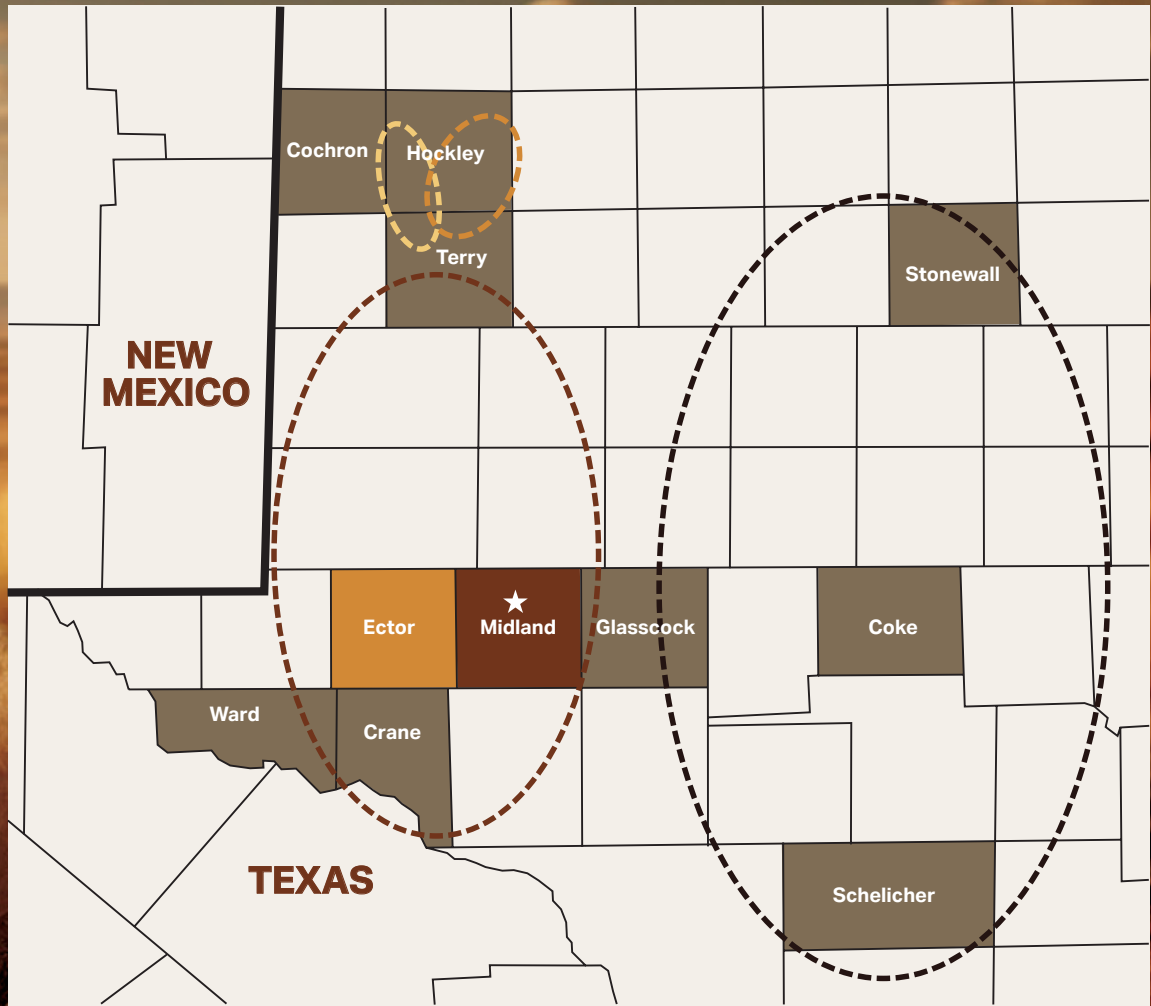 Cochron
Hockley
Terry
Stonewall
NEW
MEXICO
Ector
Midland
Glasscock
Coke
Ward
Crane
TEXAS
Schelicher